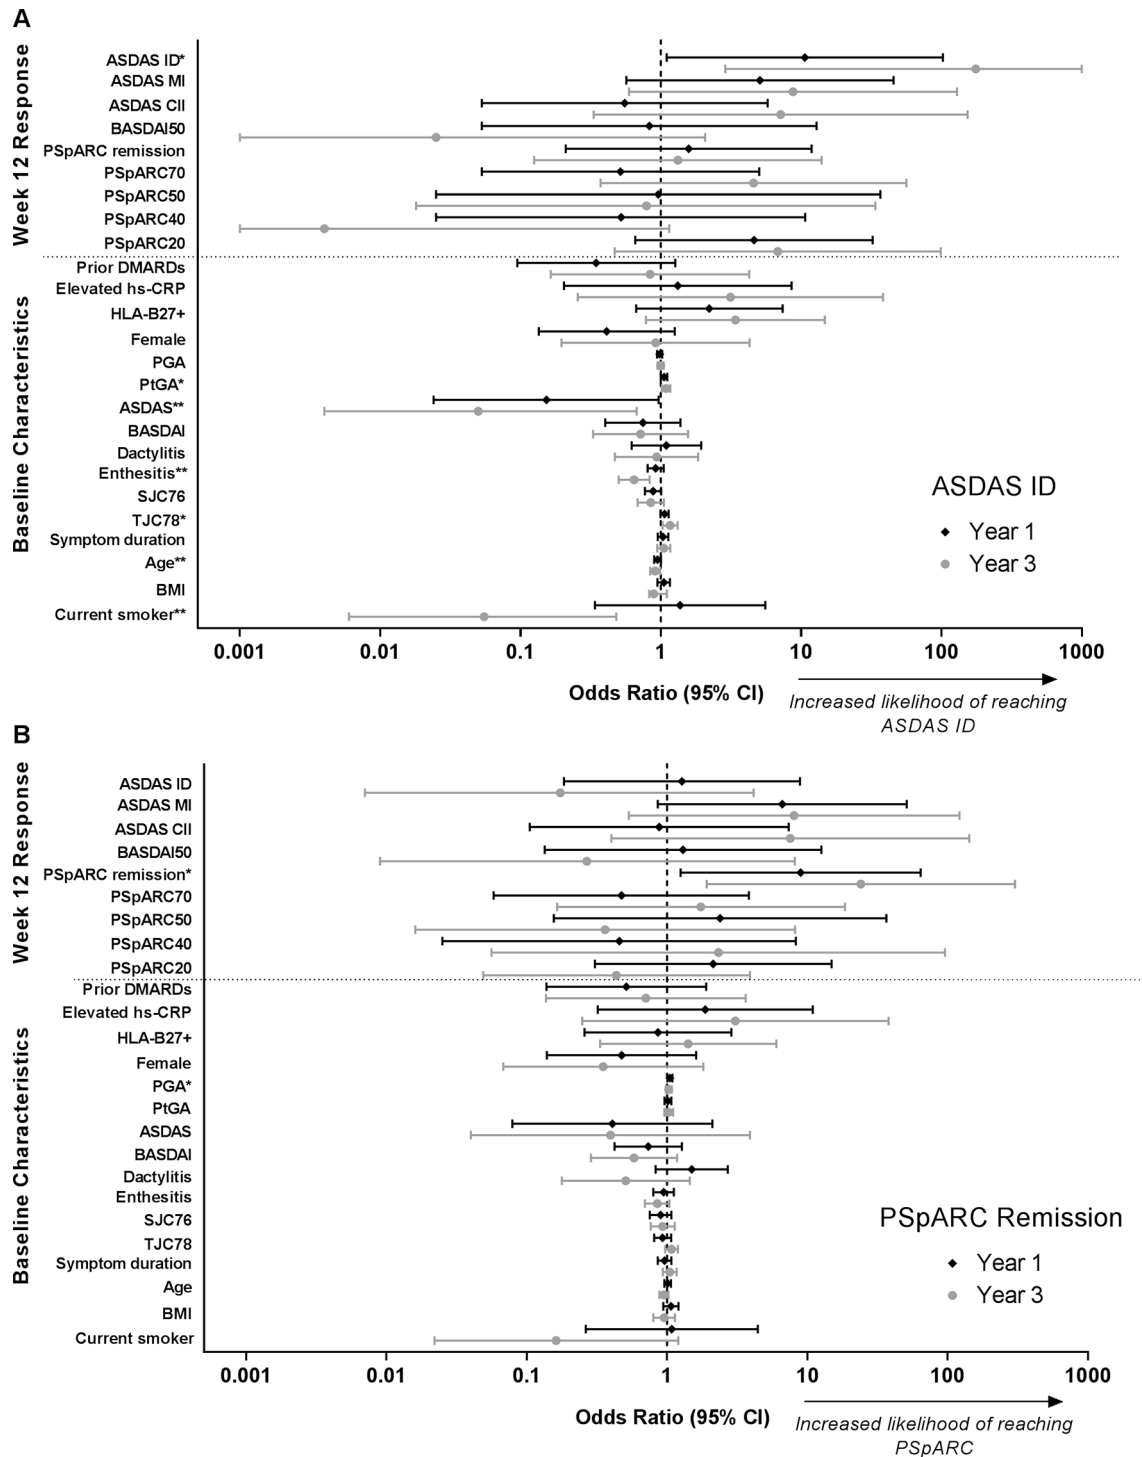 A
Week 12 Response
ASDAS ID*
ASDAS MI
ASDAS CII
BASDAI50
PSpARC remission
PSpARC70
PSpARC50
PSpARC40
PSpARC20
Baseline Characteristics
Prior DMARDs
Elevated hs-CRP
HLA-B27+
Female
PGA
PtGA*
ASDAS**
BASDAI
Dactylitis
Enthesitis**
SJC76
TJC78*
Symptom duration
Age**
BMI
Current smoker**
ASDAS ID
Year 1
Year 3
0.001 0.01 0.1 1 10 100 1000
Odds Ratio (95% CI)
Increased likelihood of reaching
ASDAS ID
B
Week 12 Response
ASDAS ID
ASDAS MI
ASDAS CII
BASDAI50
PSpARC remission*
PSpARC70
PSpARC50
PSpARC40
PSpARC20
Baseline Characteristics
Prior DMARDs
Elevated hs-CRP
HLA-B27+
Female
PGA*
PtGA
ASDAS
BASDAI
Dactylitis
Enthesitis
SJC76
TJC78
Symptom duration
Age
BMI
Current smoker
PSpARC Remission
Year 1
Year 3
0.001 0.01 0.1 1 10 100 1000
Odds Ratio (95% CI)
Increased likelihood of reaching
PSpARC